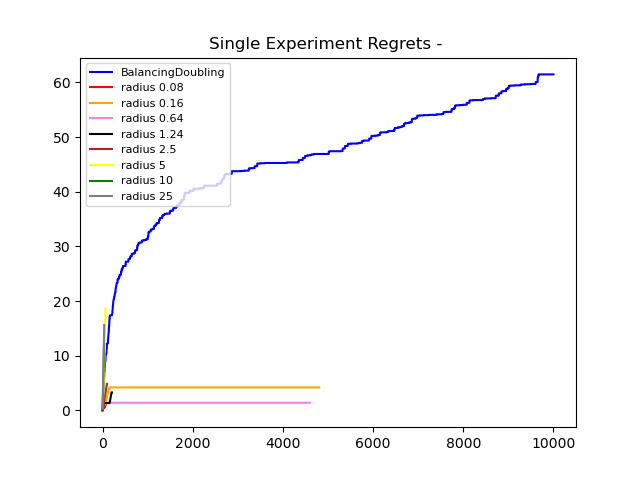 Single Experiment Regrets -
BalancingDoubling
radius 0.08
radius 0.16
radius 0.64
radius 1.24
radius 2.5
radius 5
radius 10
radius 25
60
50
40
30
20
10
0
0 2000 4000 6000 8000 10000